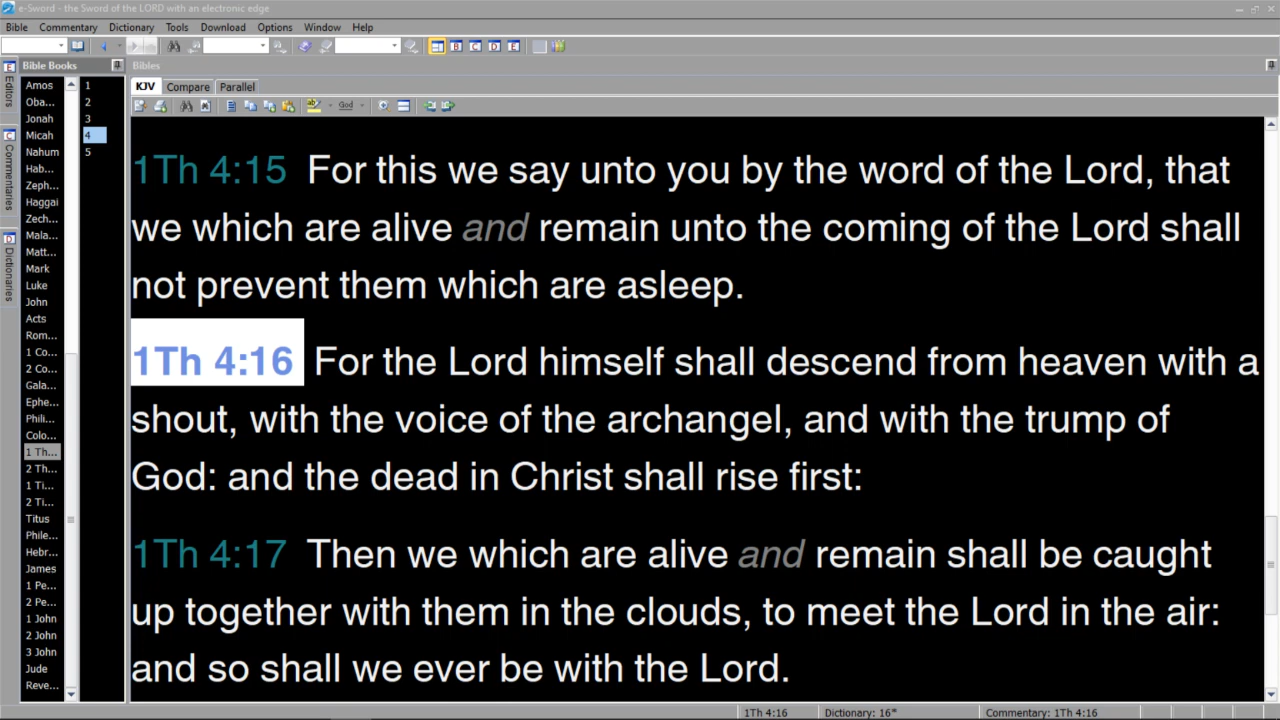 e-Sword - the Sword of the LORD with an electronic edge
Bible Commentary Dictionary Tools Download Options Window Help
B C D E
Bible Books
Bibles
KJV Compare Parallel
God
E Editors
C Commentaries
D Dictionaries
Amos 1
Oba... 2
Jonah 3
Micah 4
Nahum 5
Hab...
Zeph...
Haggai
Zech...
Mala...
Matt...
Mark
Luke
John
Acts
Rom...
1 Co...
2 Co...
Gala...
Ephe...
Phili...
Colo...
1 Th...
2 Th...
1 Ti...
2 Ti...
Titus
Phile...
Hebr...
James
1 Pe...
2 Pe...
1 John
2 John
3 John
Jude
Reve...
1Th 4:15 For this we say unto you by the word of the Lord, that
we which are alive and remain unto the coming of the Lord shall
not prevent them which are asleep.
1Th 4:16 For the Lord himself shall descend from heaven with a
shout, with the voice of the archangel, and with the trump of
God: and the dead in Christ shall rise first:
1Th 4:17 Then we which are alive and remain shall be caught
up together with them in the clouds, to meet the Lord in the air:
and so shall we ever be with the Lord.
1Th 4:16 Dictionary: 16* Commentary: 1Th 4:16